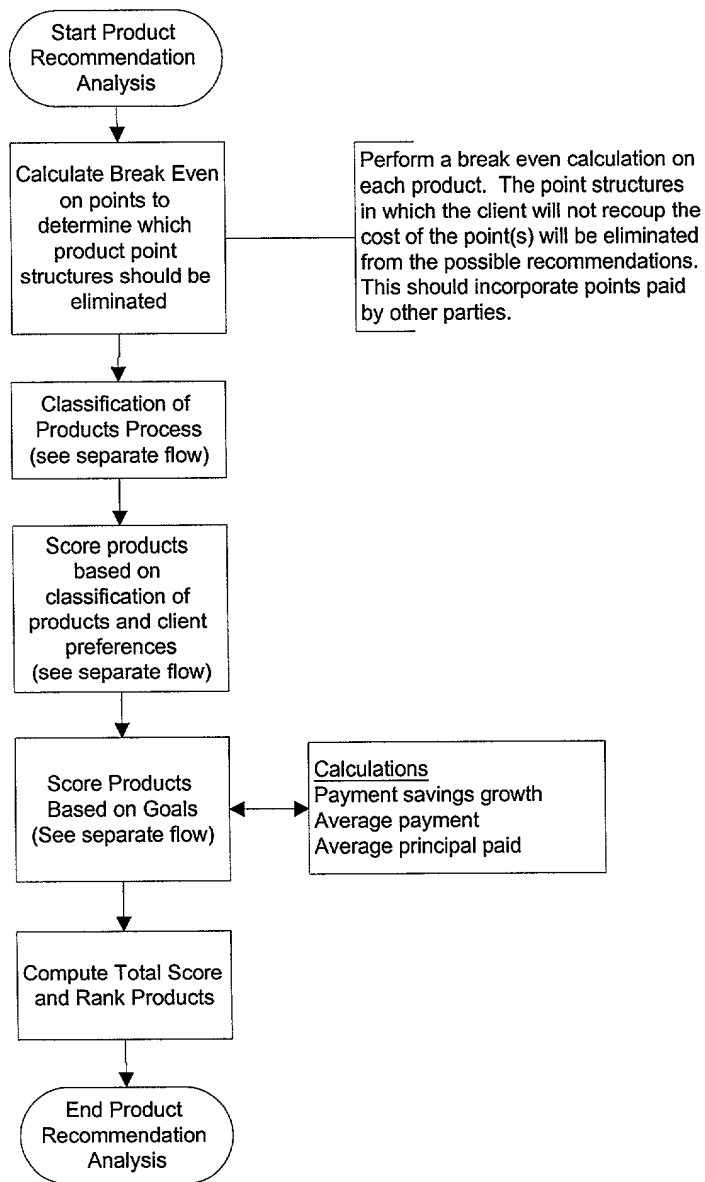 Start Product
Recommendation
Analysis
Calculate Break Even
on points to
determine which
product point
structures should be
eliminated
Perform a break even calculation on
each product.  The point structures
in which the client will not recoup the
cost of the point(s) will be eliminated
from the possible recommendations.
This should incorporate points paid
by other parties.
Classification of
Products Process
(see separate flow)
Score products
based on
classification of
products and client
preferences
(see separate flow)
Score Products
Based on Goals
(See separate flow)
Calculations
Payment savings growth
Average payment
Average principal paid
Compute Total Score
and Rank Products
End Product
Recommendation
Analysis